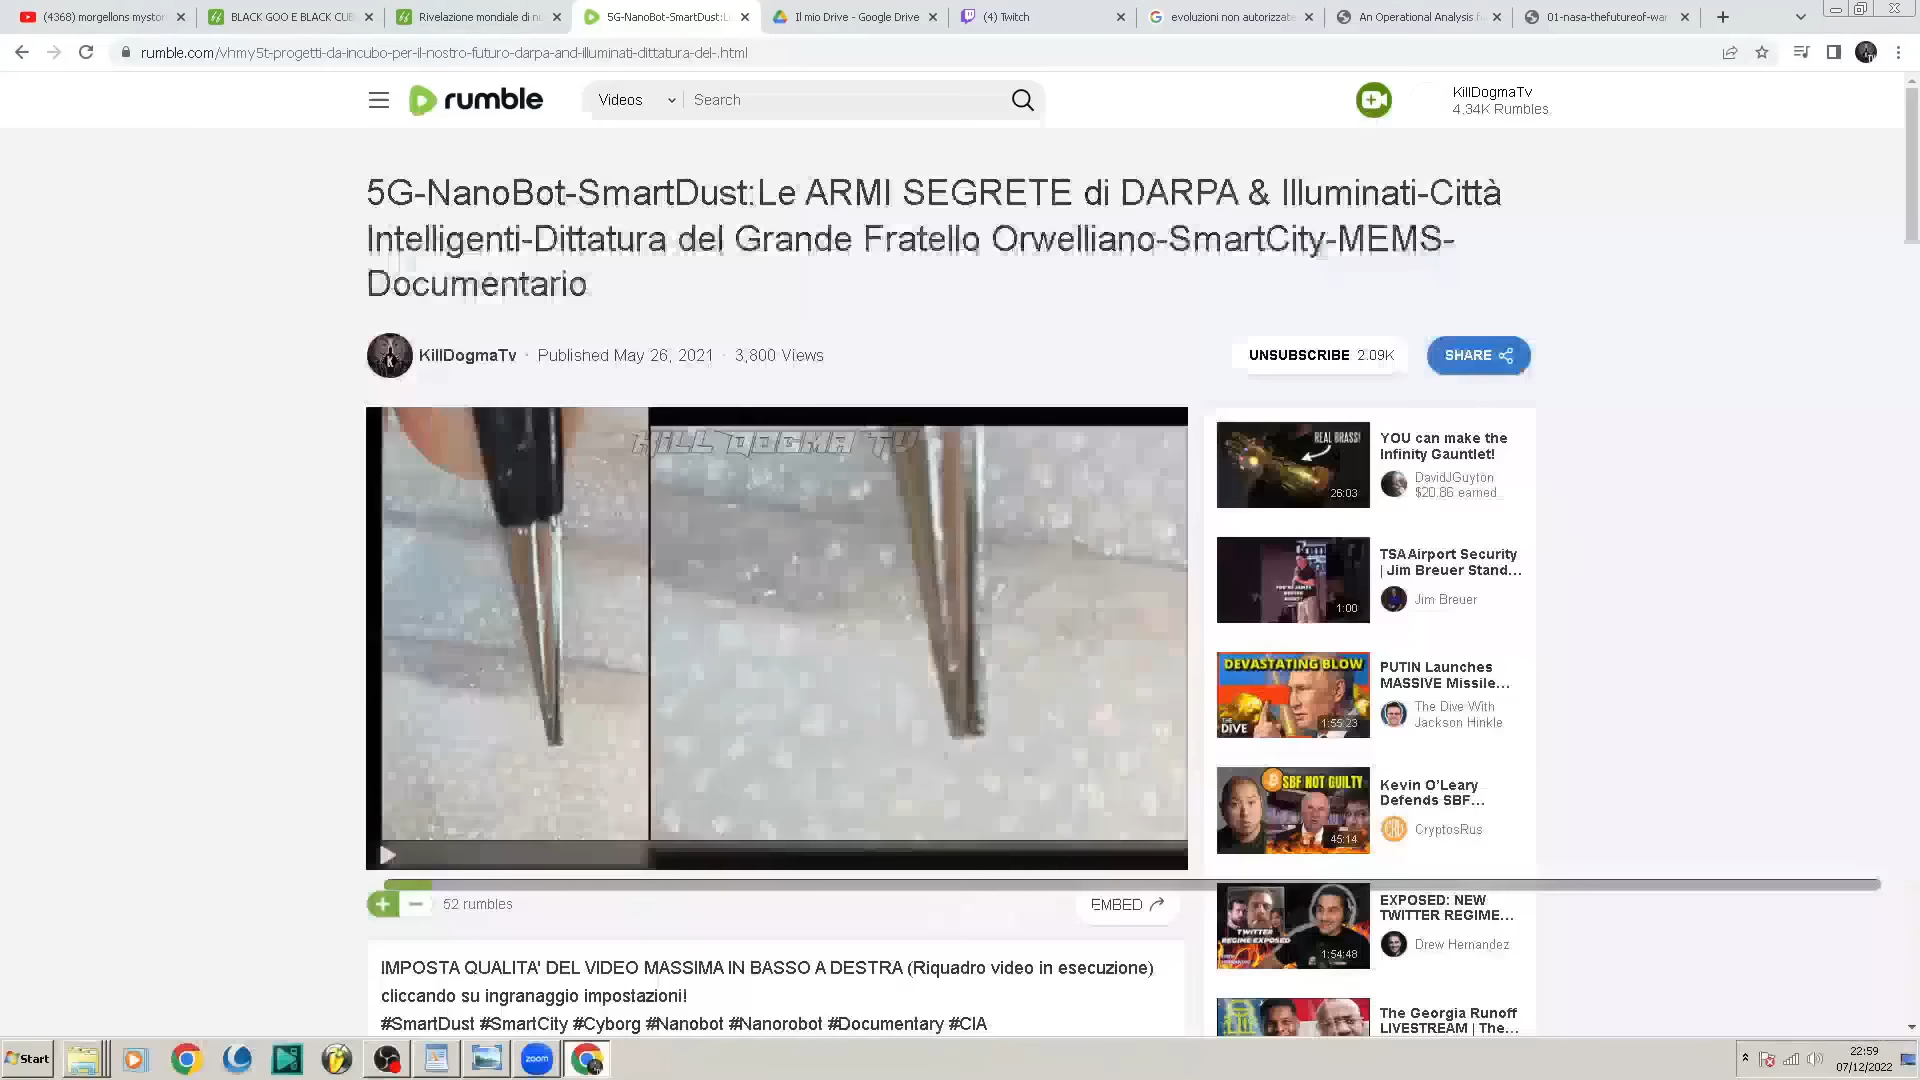 (4368) morgellons mystor
BLACK GOO E BLACK CUB
Rivelazione mondiale di nu
5G-NanoBot-SmartDust:L
Il mio Drive - Google Drive
(4) Twitch
evoluzioni non autorizzate
An Operational Analysis f
01-nasa-thefutureof-war
rumble.com/vhmy5t-progetti-da-incubo-per-il-nostro-futuro-darpa-and-illuminati-dittatura-del-.html
rumble
Videos
Search
KillDogmaTv
4.34K Rumbles
5G-NanoBot-SmartDust:Le ARMI SEGRETE di DARPA & Illuminati-Città
Intelligenti-Dittatura del Grande Fratello Orwelliano-SmartCity-MEMS-
Documentario
KillDogmaTv · Published May 26, 2021 · 3,800 Views
UNSUBSCRIBE 2.09K
SHARE
KILL DOGMA TV
REAL BRASS!
26:03
YOU can make the
Infinity Gauntlet!
DavidJGuyton
$20.86 earned
1:00
TSA Airport Security
| Jim Breuer Stand...
Jim Breuer
DEVASTATING BLOW
THE
DIVE
1:55:23
PUTIN Launches
MASSIVE Missile...
The Dive With
Jackson Hinkle
SBF NOT GUILTY
45:14
Kevin O'Leary
Defends SBF...
CryptosRus
TWITTER
REGIME EXPOSED
1:54:48
EXPOSED: NEW
TWITTER REGIME...
Drew Hernandez
The Georgia Runoff
LIVESTREAM | The...
52 rumbles
EMBED
IMPOSTA QUALITA' DEL VIDEO MASSIMA IN BASSO A DESTRA (Riquadro video in esecuzione)
cliccando su ingranaggio impostazioni!
#SmartDust #SmartCity #Cyborg #Nanobot #Nanorobot #Documentary #CIA
Start
zoom
22:59
07/12/2022